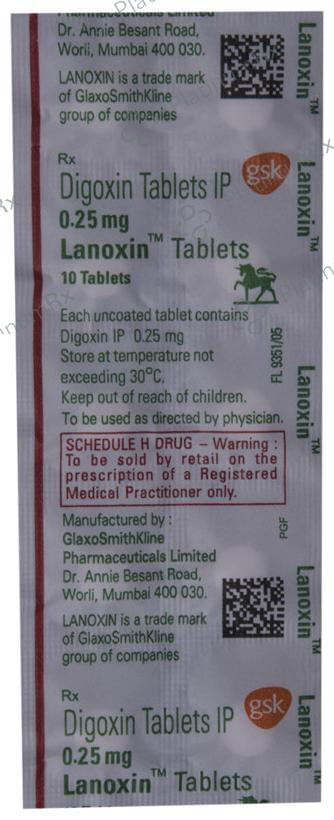 Pharmaceuticals Limited
Dr. Annie Besant Road,
Worli, Mumbai 400 030.
LANOXIN is a trade mark
of GlaxoSmithKline
group of companies
Lanoxin™
Rx
Digoxin Tablets IP
gsk
0.25 mg
Lanoxin™ Tablets
10 Tablets
Lanoxin™
Each uncoated tablet contains
Digoxin IP 0.25 mg
Store at temperature not
exceeding 30°C.
Keep out of reach of children.
To be used as directed by physician.
FL 9351/05
Lanoxin™
SCHEDULE H DRUG – Warning :
To be sold by retail on the
prescription of a Registered
Medical Practitioner only.
Manufactured by :
GlaxoSmithKline
Pharmaceuticals Limited
Dr. Annie Besant Road,
Worli, Mumbai 400 030.
PGF
LANOXIN is a trade mark
of GlaxoSmithKline
group of companies
Lanoxin™
Rx
Digoxin Tablets IP
gsk
0.25 mg
Lanoxin™ Tablets
Lanoxin™